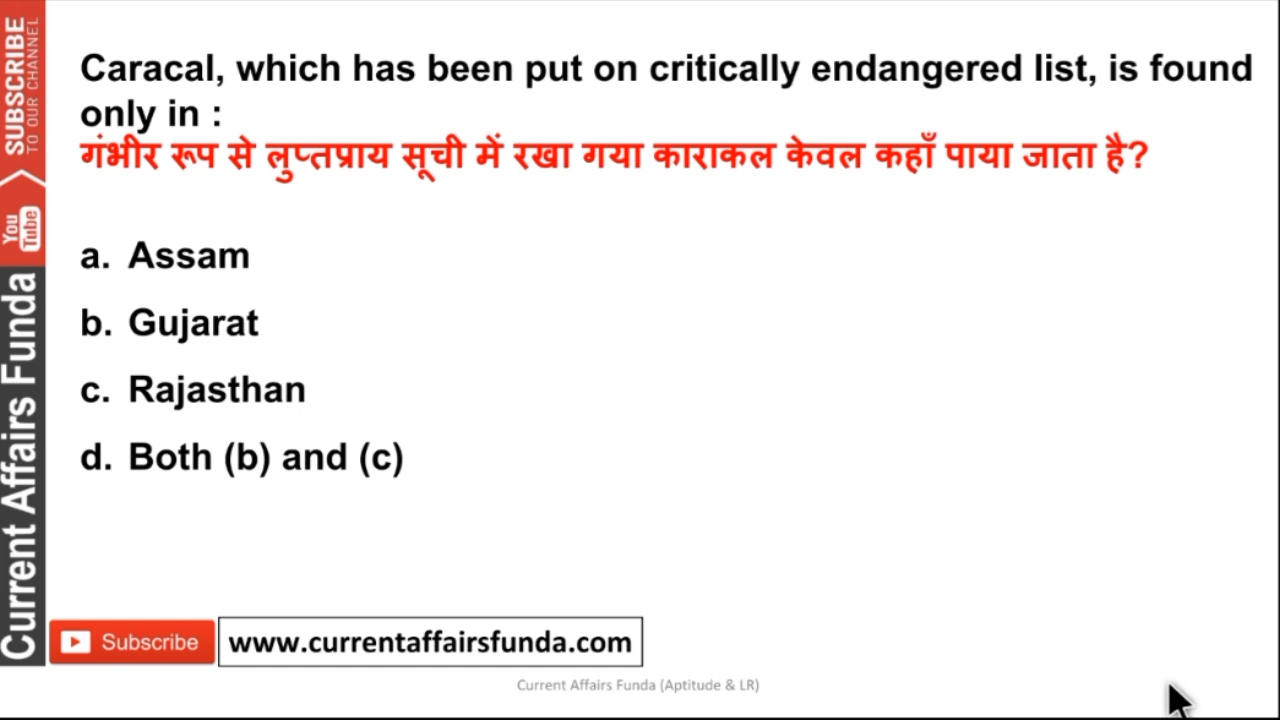 Caracal, which has been put on critically endangered list, is found
only in :
गंभीर रूप से लुप्तप्राय सूची में रखा गया काराकल केवल कहाँ पाया जाता है?
a. Assam
b. Gujarat
c. Rajasthan
d. Both (b) and (c)
SUBSCRIBE
TO OUR CHANNEL
You
Tube
Current Affairs Funda
Subscribe
www.currentaffairsfunda.com
Current Affairs Funda (Aptitude & LR)